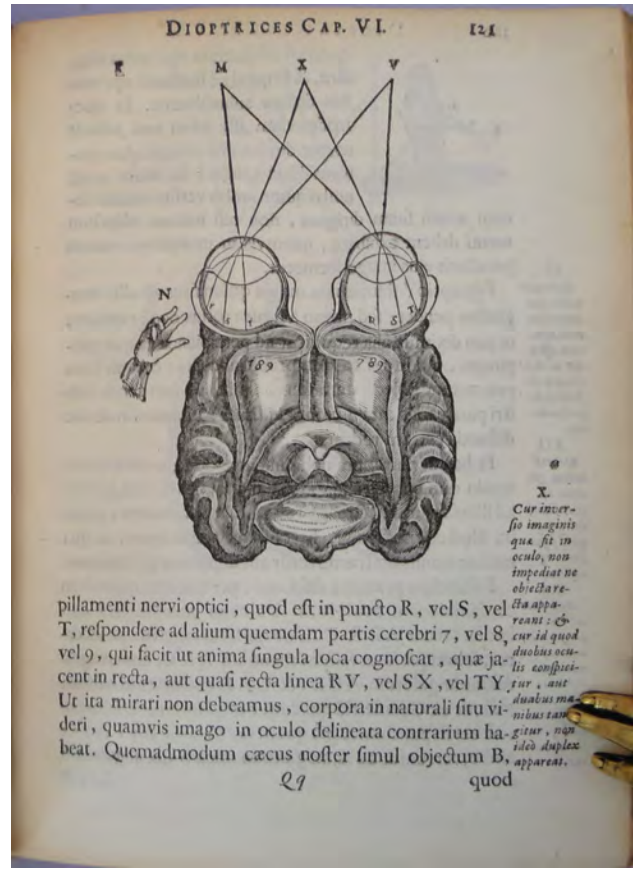 DIOPTRICES CAP. VI. 121
M X V
N
R S T
7 8 9
pillamenti nervi optici, quod eſt in puncto R, vel S, vel
T, reſpondere ad alium quemdam partis cerebri 7, vel 8,
vel 9, qui facit ut anima ſingula loca cognoſcat, quæ ja-
cent in recta, aut quaſi recta linea R V, vel S X, vel T Y.
Ut ita mirari non debeamus, corpora in naturali ſitu vi-
deri, quamvis imago in oculo delineata contrarium ha-
beat. Quemadmodum cæcus noſter ſimul objectum B,
quod
X.
Cur inver-
ſio imaginis
quæ fit in
oculo, non
impediat ne
objecta re-
cta appa-
reant: &
cur id quod
duobus ocu-
lis conſpici-
tur, aut
duabus ma-
nibus tan-
gitur, non
ideò duplex
appareat.